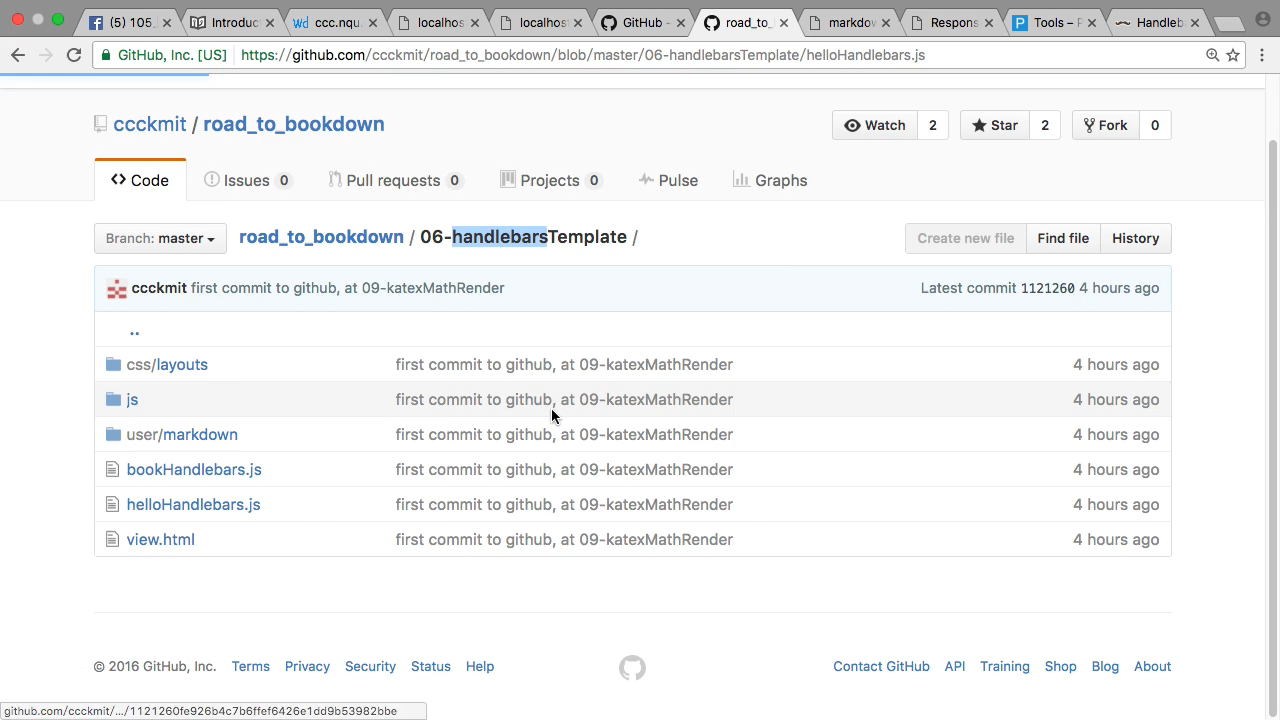 (5) 105
Introduc
Wd ccc.nqu
localhos
localhos
GitHub -
road_to_
markdow
Respons
P Tools – P
Handleb
GitHub, Inc. [US] https://github.com/ccckmit/road_to_bookdown/blob/master/06-handlebarsTemplate/helloHandlebars.js
ccckmit / road_to_bookdown
Watch 2 Star 2 Fork 0
Code Issues 0 Pull requests 0 Projects 0 Pulse Graphs
Branch: master road_to_bookdown / 06-handlebarsTemplate /
Create new file Find file History
ccckmit first commit to github, at 09-katexMathRender Latest commit 1121260 4 hours ago
..
css/layouts first commit to github, at 09-katexMathRender 4 hours ago
js first commit to github, at 09-katexMathRender 4 hours ago
user/markdown first commit to github, at 09-katexMathRender 4 hours ago
bookHandlebars.js first commit to github, at 09-katexMathRender 4 hours ago
helloHandlebars.js first commit to github, at 09-katexMathRender 4 hours ago
view.html first commit to github, at 09-katexMathRender 4 hours ago
© 2016 GitHub, Inc. Terms Privacy Security Status Help
Contact GitHub API Training Shop Blog About
github.com/ccckmit/.../1121260fe926b4c7b6ffef6426e1dd9b53982bbe